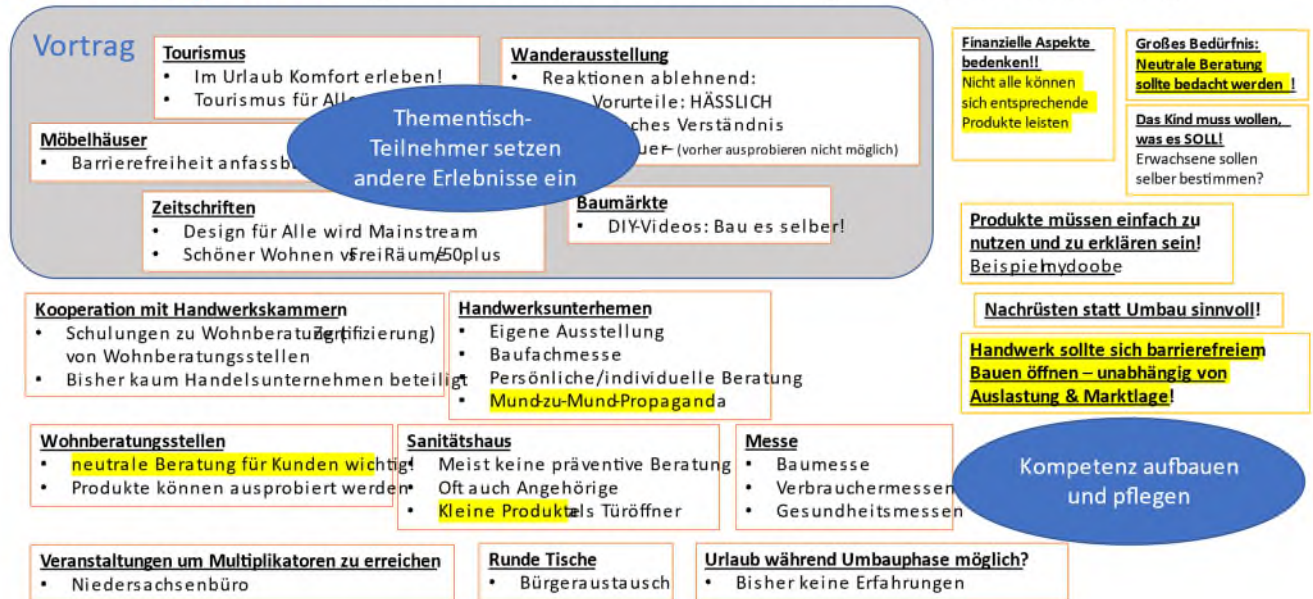 Vortrag
Tourismus
• Im Urlaub Komfort erleben!
• Tourismus für Alle
Wanderausstellung
• Reaktionen ablehnend:
Vorurteile: HÄSSLICH
Verständnis
– (vorher ausprobieren nicht möglich)
Möbelhäuser
• Barrierefreiheit
Thementisch-
Teilnehmer setzen
andere Erlebnisse ein
Zeitschriften
• Design für Alle wird Mainstream
• Schöner Wohnen vs FreiRäume/50plus
Baumärkte
• DIY-Videos: Bau es selber!
Kooperation mit Handwerkskammern
• Schulungen zu Wohnberatung
von Wohnberatungsstellen
• Bisher kaum Handelsunternehmen beteiligt
Handwerksunterhemen
• Eigene Ausstellung
• Baufachmesse
• Persönliche/individuelle Beratung
• Mund-zu-Mund-Propaganda
Wohnberatungsstellen
• neutrale Beratung für Kunden wichtig!
• Produkte können ausprobiert werden
Sanitätshaus
• Meist keine präventive Beratung
• Oft auch Angehörige
• Kleine Produkte als Türöffner
Messe
• Baumesse
• Verbrauchermessen
• Gesundheitsmessen
Veranstaltungen um Multiplikatoren zu erreichen
• Niedersachsenbüro
Runde Tische
• Bürgeraustausch
Urlaub während Umbauphase möglich?
• Bisher keine Erfahrungen
Finanzielle Aspekte
bedenken!!
Nicht alle können
sich entsprechende
Produkte leisten
Großes Bedürfnis:
Neutrale Beratung
sollte bedacht werden !
Das Kind muss wollen,
was es SOLL!
Erwachsene sollen
selber bestimmen?
Produkte müssen einfach zu
nutzen und zu erklären sein!
Beispiel mydoobe
Nachrüsten statt Umbau sinnvoll!
Handwerk sollte sich barrierefreiem
Bauen öffnen – unabhängig von
Auslastung & Marktlage!
Kompetenz aufbauen
und pflegen